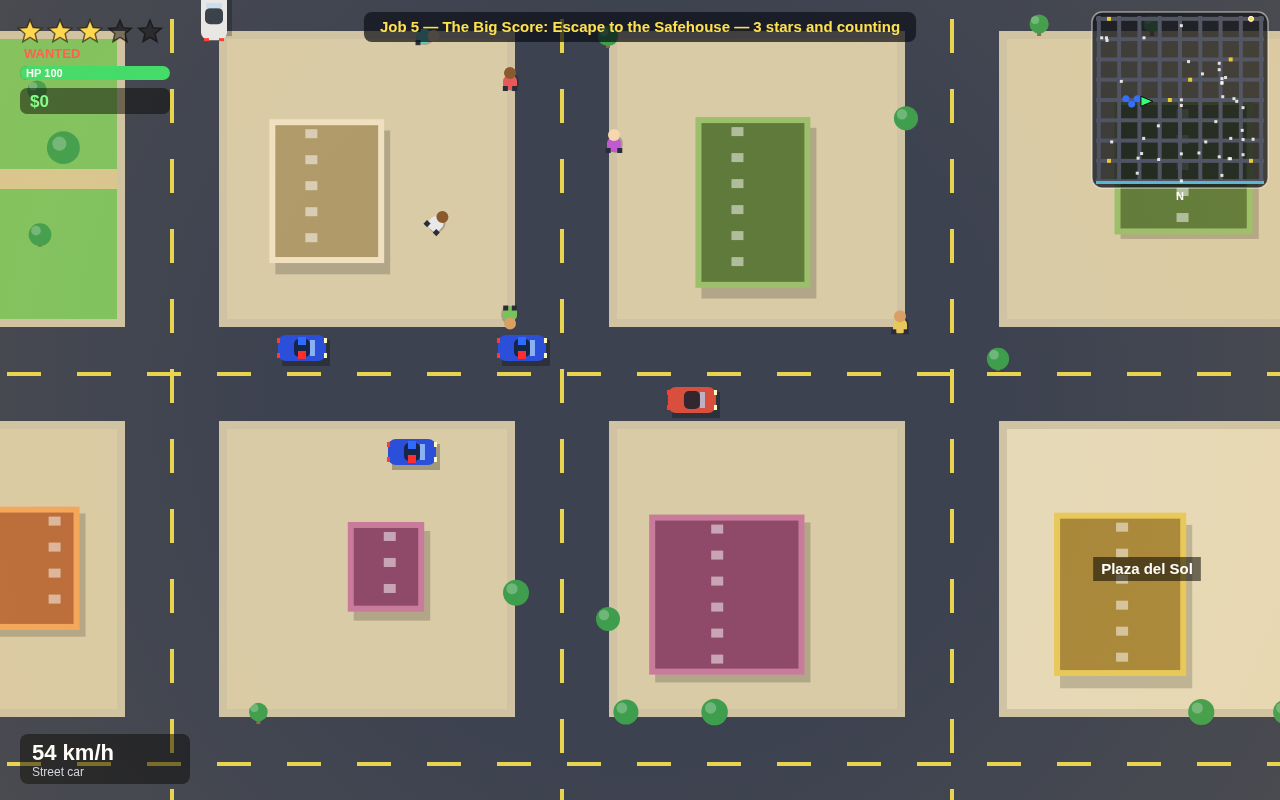 Job 5 — The Big Score: Escape to the Safehouse — 3 stars and counting
WANTED
HP 100
$0
N
Plaza del Sol
54 km/h
Street car